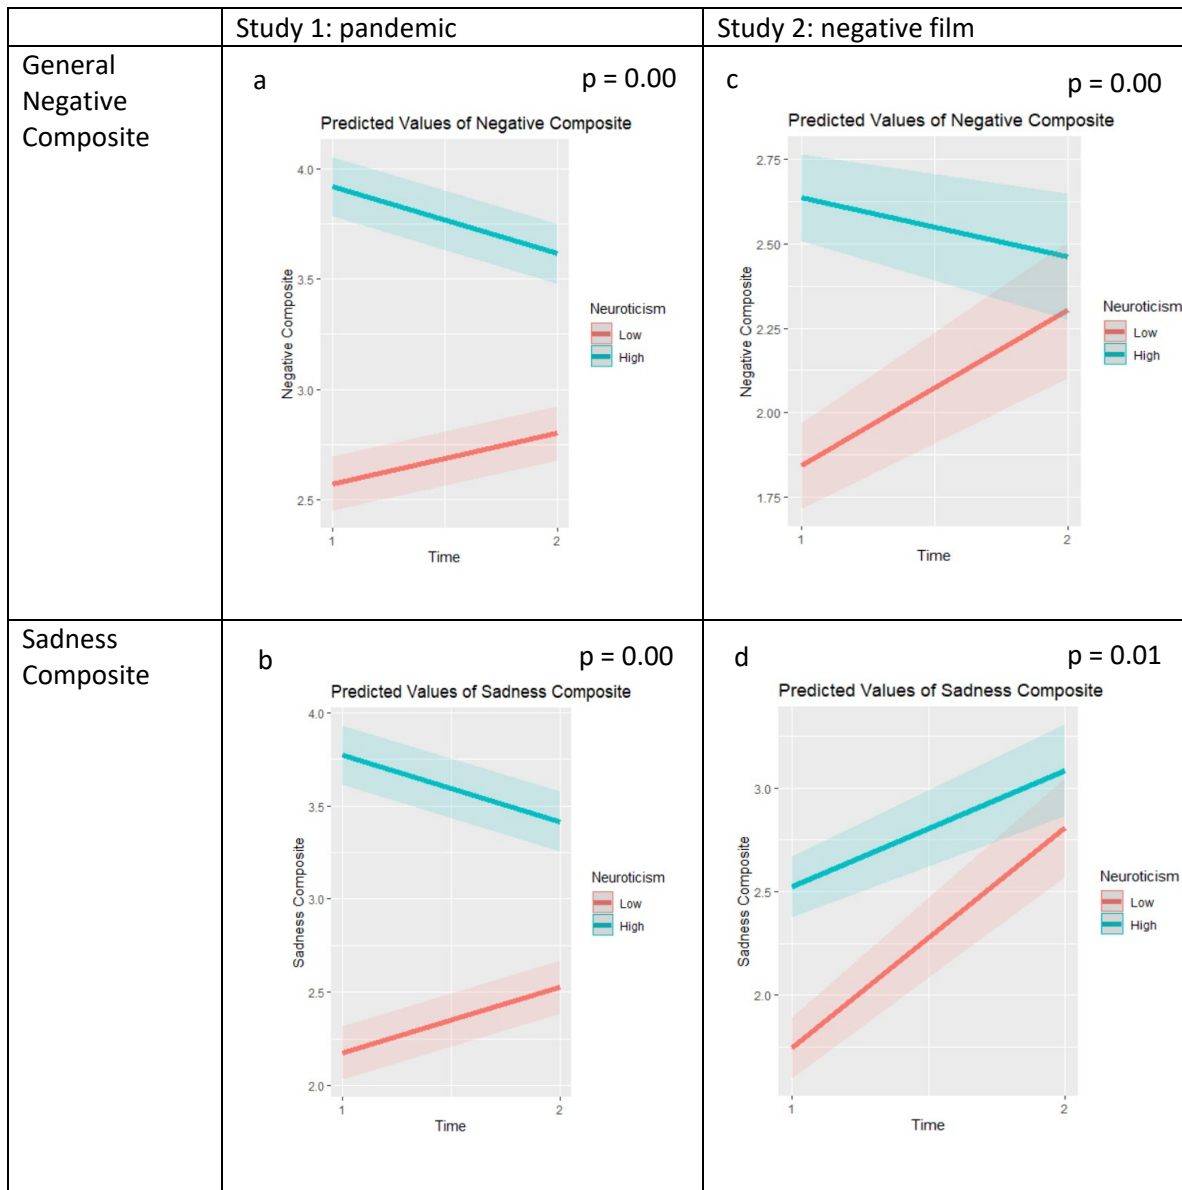 Study 1: pandemic
Study 2: negative film
General
Negative
Composite
a
p = 0.00
Predicted Values of Negative Composite
4.0
3.5
3.0
2.5
Negative Composite
1
2
Time
Neuroticism
Low
High
c
p = 0.00
Predicted Values of Negative Composite
2.75
2.50
2.25
2.00
1.75
Negative Composite
1
2
Time
Neuroticism
Low
High
Sadness
Composite
b
p = 0.00
Predicted Values of Sadness Composite
4.0
3.5
3.0
2.5
2.0
Sadness Composite
1
2
Time
Neuroticism
Low
High
d
p = 0.01
Predicted Values of Sadness Composite
3.0
2.5
2.0
Sadness Composite
1
2
Time
Neuroticism
Low
High